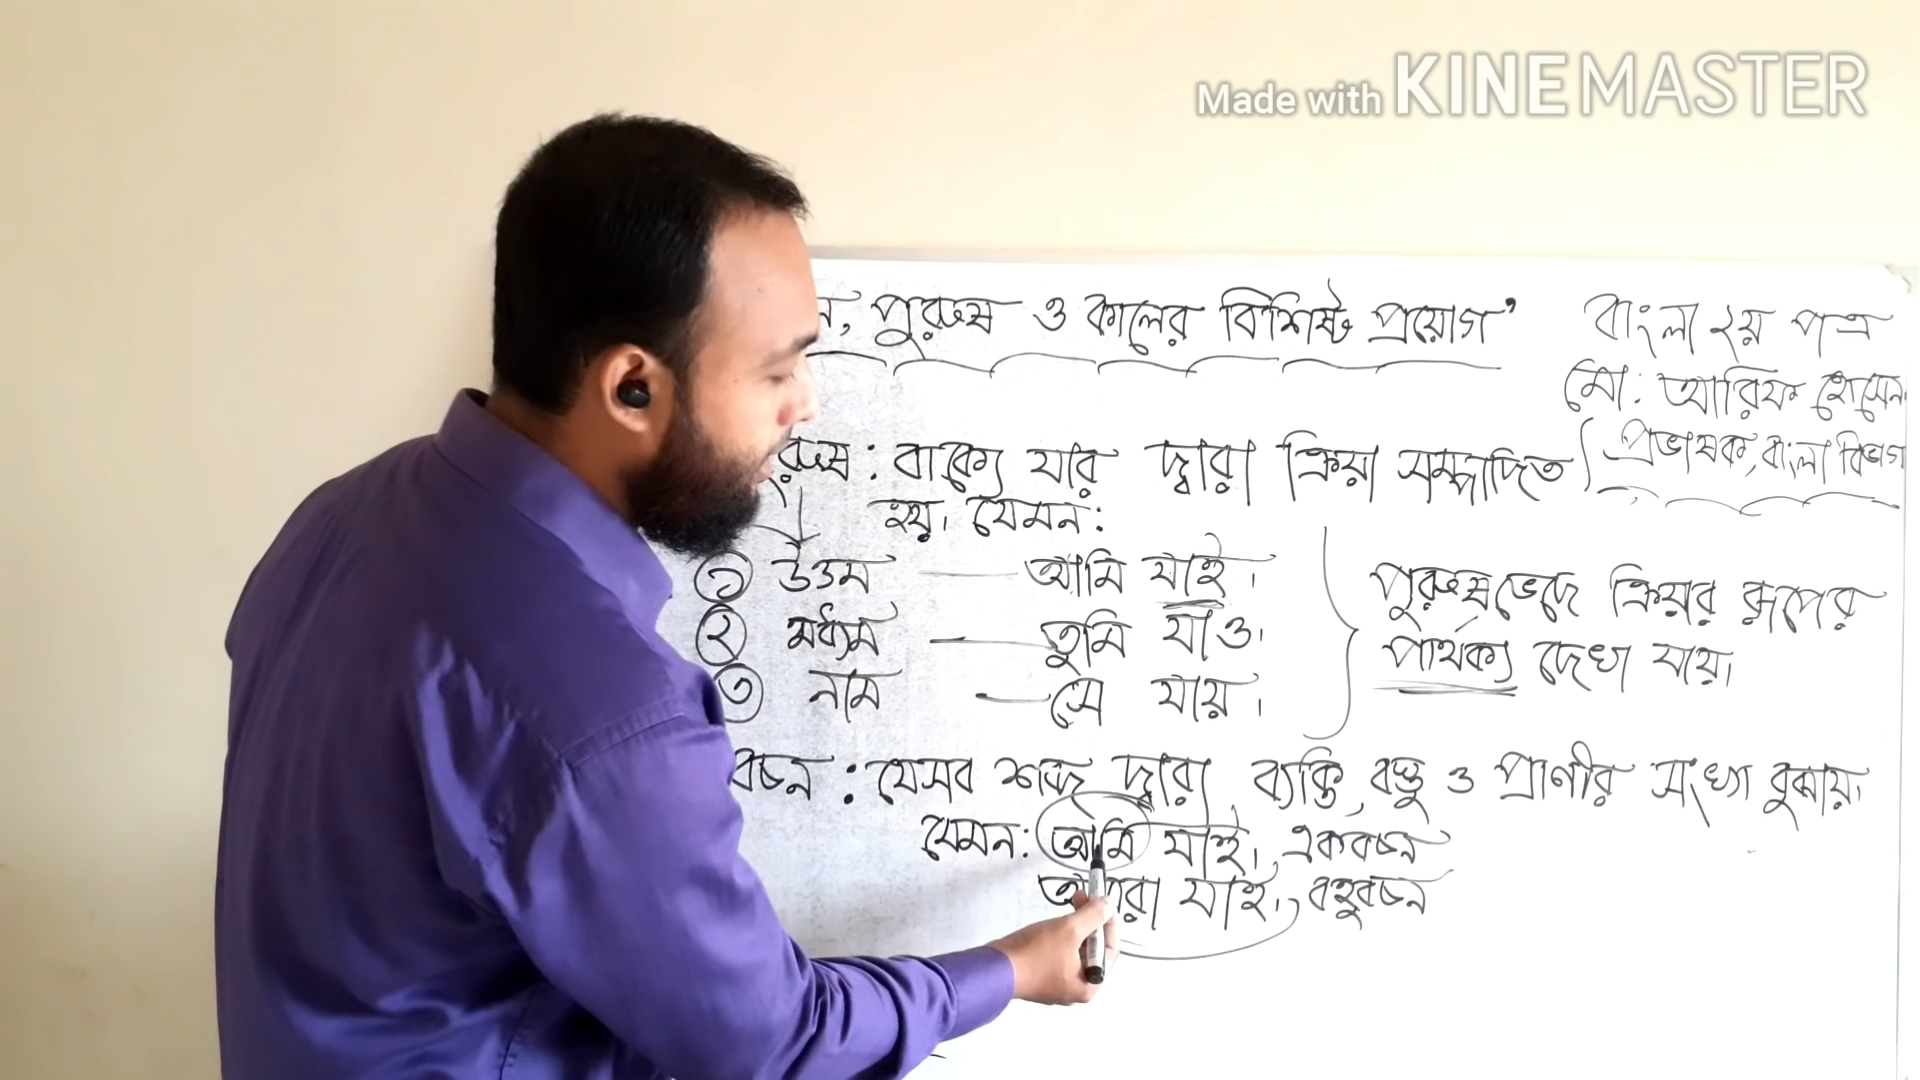 Made with KINEMASTER
পুরুষ ও কালের বিশিষ্ট প্রয়োগ'
বাংলা ২য় পত্র
মো: আরিফ হোসেন
প্রভাষক, বাংলা বিভাগ
রুষ: বাক্যে যার দ্বারা ক্রিয়া সম্পাদিত
হয়। যেমন:
১ উত্তম — আমি যাই।
২ মধ্যম — তুমি যাও।
৩ নাম — সে যায়।
পুরুষভেদে ক্রিয়ার রূপের
পার্থক্য দেখা যায়।
বচন: যেসব শব্দ দ্বারা ব্যক্তি, বস্তু ও প্রাণীর সংখ্যা বুঝায়।
যেমন: আমি যাই।, একবচন
যাই।, বহুবচন